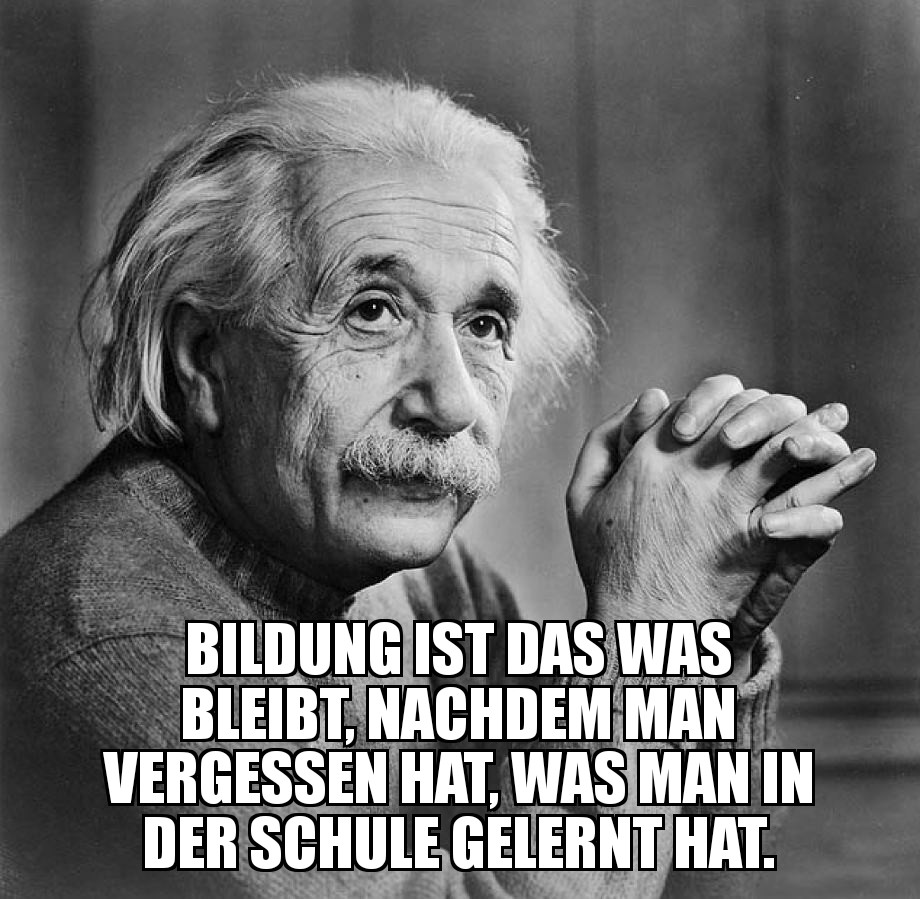 BILDUNG IST DAS WAS
BLEIBT, NACHDEM MAN
VERGESSEN HAT, WAS MAN IN
DER SCHULE GELERNT HAT.